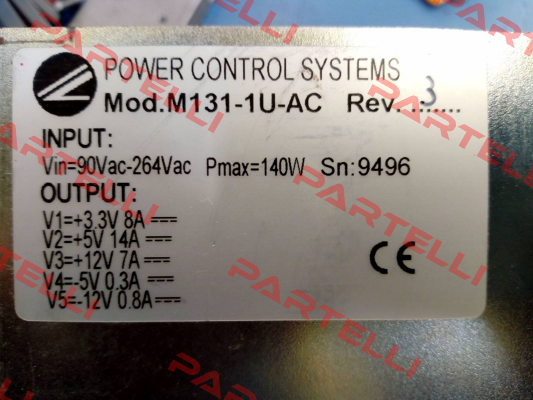 POWER CONTROL SYSTEMS
Mod.M131-1U-AC Rev. 3.......
INPUT:
Vin=90Vac-264Vac Pmax=140W Sn:9496
OUTPUT:
V1=+3.3V 8A
V2=+5V 14A
V3=+12V 7A
V4=-5V 0.3A
V5=-12V 0.8A
CE
PARTELLI
PARTELLI
PARTELLI
PARTELLI
PARTELLI
PARTELLI